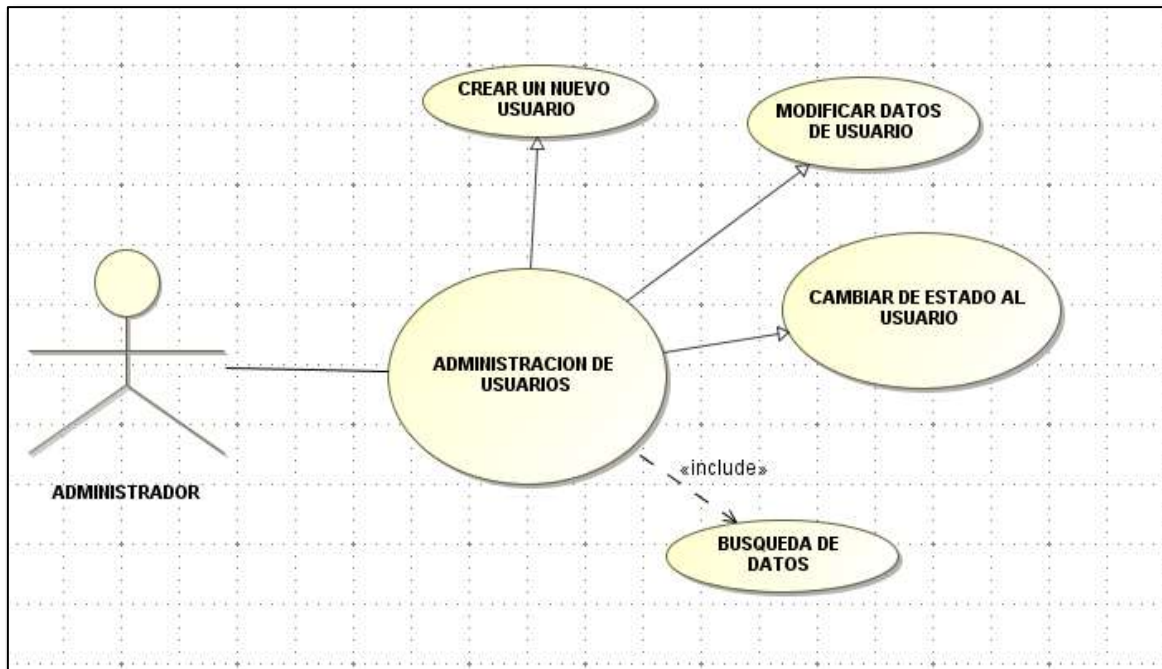 CREAR UN NUEVO
USUARIO
MODIFICAR DATOS
DE USUARIO
CAMBIAR DE ESTADO AL
USUARIO
ADMINISTRACION DE
USUARIOS
ADMINISTRADOR
«include»
BUSQUEDA DE
DATOS